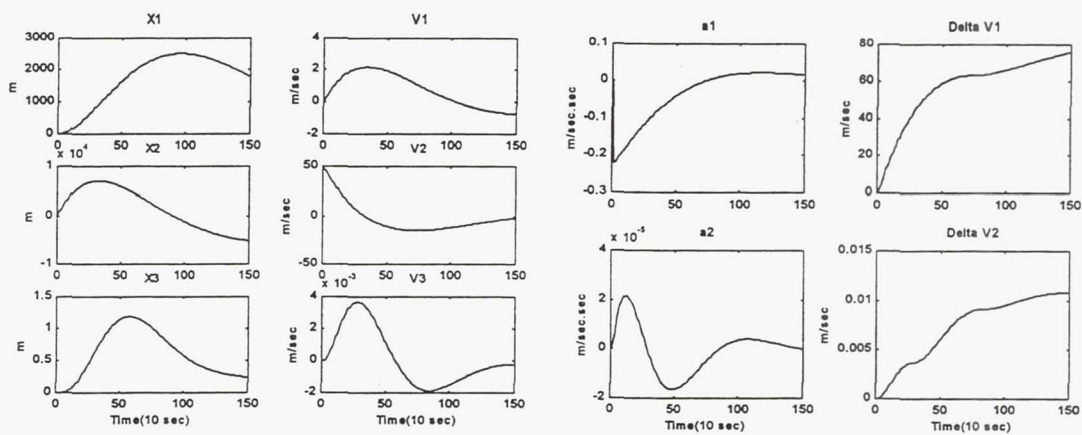 X1
3000
2000
1000
0
m
0 50 100 150
V1
4
2
0
-2
m/sec
0 50 100 150
x 10^4
X2
1
0
-1
m
0 50 100 150
V2
50
0
-50
m/sec
0 50 100 150
X3
1.5
1
0.5
0
m
0 50 100 150
Time(10 sec)
x 10^-3
V3
4
2
0
-2
m/sec
0 50 100 150
Time(10 sec)
a1
0.1
0
-0.1
-0.2
-0.3
m/sec.sec
0 50 100 150
Delta V1
80
60
40
20
0
m/sec
0 50 100 150
x 10^-5
a2
4
2
0
-2
m/sec.sec
0 50 100 150
Time(10 sec)
Delta V2
0.015
0.01
0.005
0
m/sec
0 50 100 150
Time(10 sec)